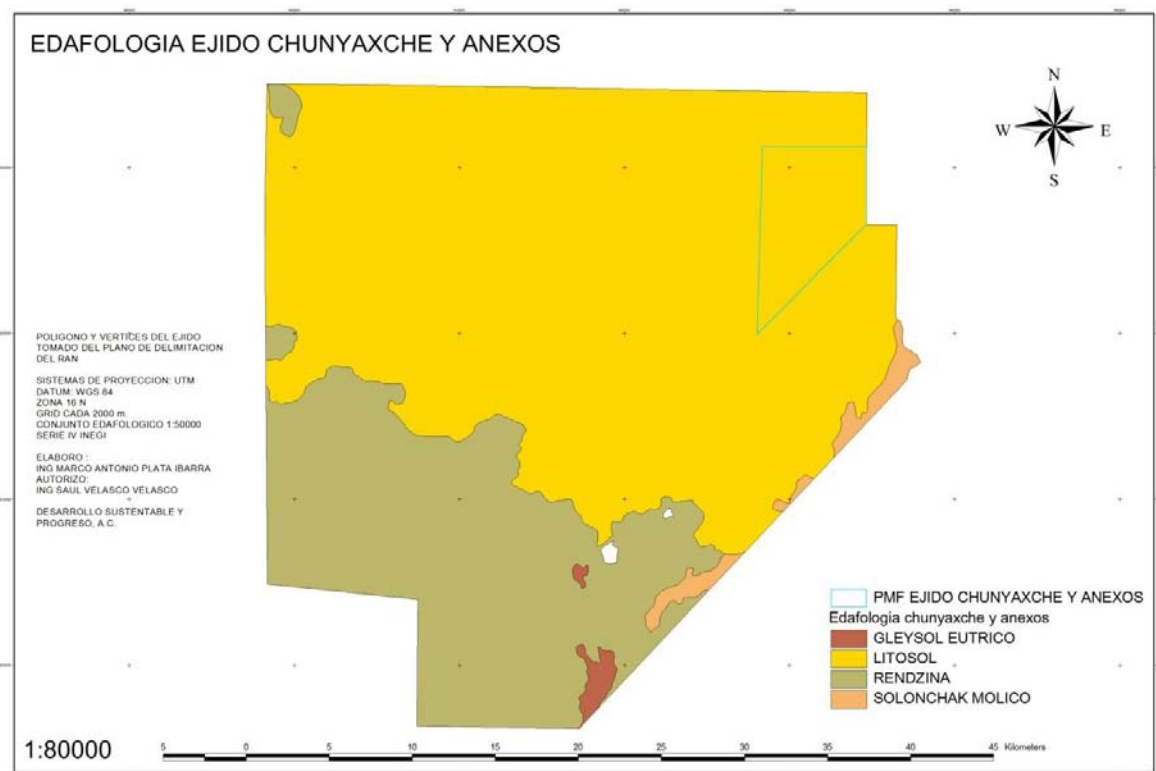 EDAFOLOGIA EJIDO CHUNYAXCHE Y ANEXOS
N
W E
S
POLIGONO Y VERTICES DEL EJIDO
TOMADO DEL PLANO DE DELIMITACION
DEL RAN
SISTEMAS DE PROYECCION: UTM
DATUM: WGS 84
ZONA 16 N
GRID CADA 2000 m.
CONJUNTO EDAFOLOGICO 1:50000
SERIE IV INEGI
ELABORO :
ING MARCO ANTONIO PLATA IBARRA
AUTORIZO:
ING SAUL VELASCO VELASCO
DESARROLLO SUSTENTABLE Y
PROGRESO, A.C.
PMF EJIDO CHUNYAXCHE Y ANEXOS
Edafologia chunyaxche y anexos
GLEYSOL EUTRICO
LITOSOL
RENDZINA
SOLONCHAK MOLICO
1:80000
5 0 5 10 15 20 25 30 35 40 45 Kilometers